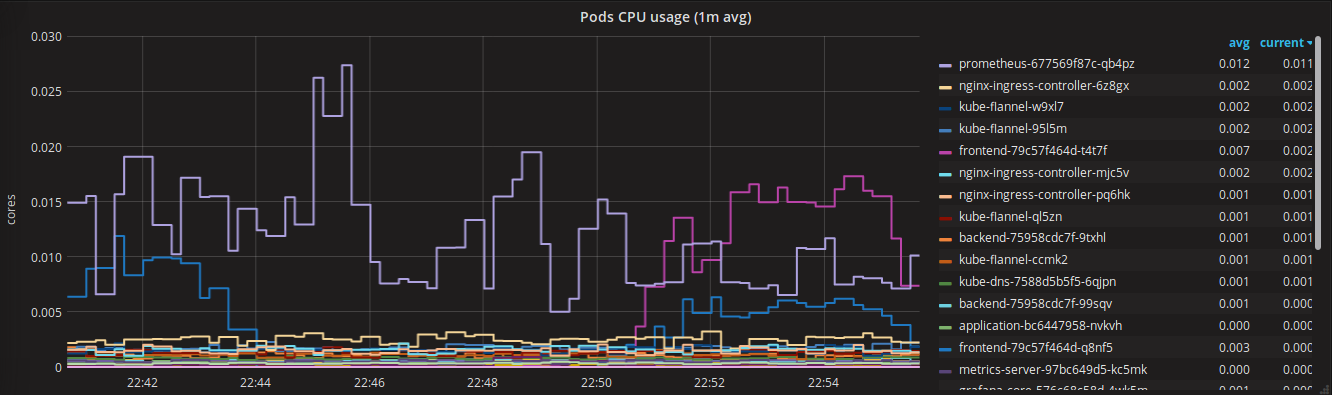 Pods CPU usage (1m avg)
cores
0.030
0.025
0.020
0.015
0.010
0.005
0
22:42 22:44 22:46 22:48 22:50 22:52 22:54
avg current
prometheus-677569f87c-qb4pz 0.012 0.011
nginx-ingress-controller-6z8gx 0.002 0.002
kube-flannel-w9xl7 0.002 0.002
kube-flannel-95l5m 0.002 0.002
frontend-79c57f464d-t4t7f 0.007 0.002
nginx-ingress-controller-mjc5v 0.002 0.002
nginx-ingress-controller-pq6hk 0.001 0.001
kube-flannel-ql5zn 0.001 0.001
backend-75958cdc7f-9txhl 0.001 0.001
kube-flannel-ccmk2 0.001 0.001
kube-dns-7588d5b5f5-6qjpn 0.001 0.001
backend-75958cdc7f-99sqv 0.001 0.000
application-bc6447958-nvkvh 0.000 0.000
frontend-79c57f464d-q8nf5 0.003 0.000
metrics-server-97bc649d5-kc5mk 0.000 0.000